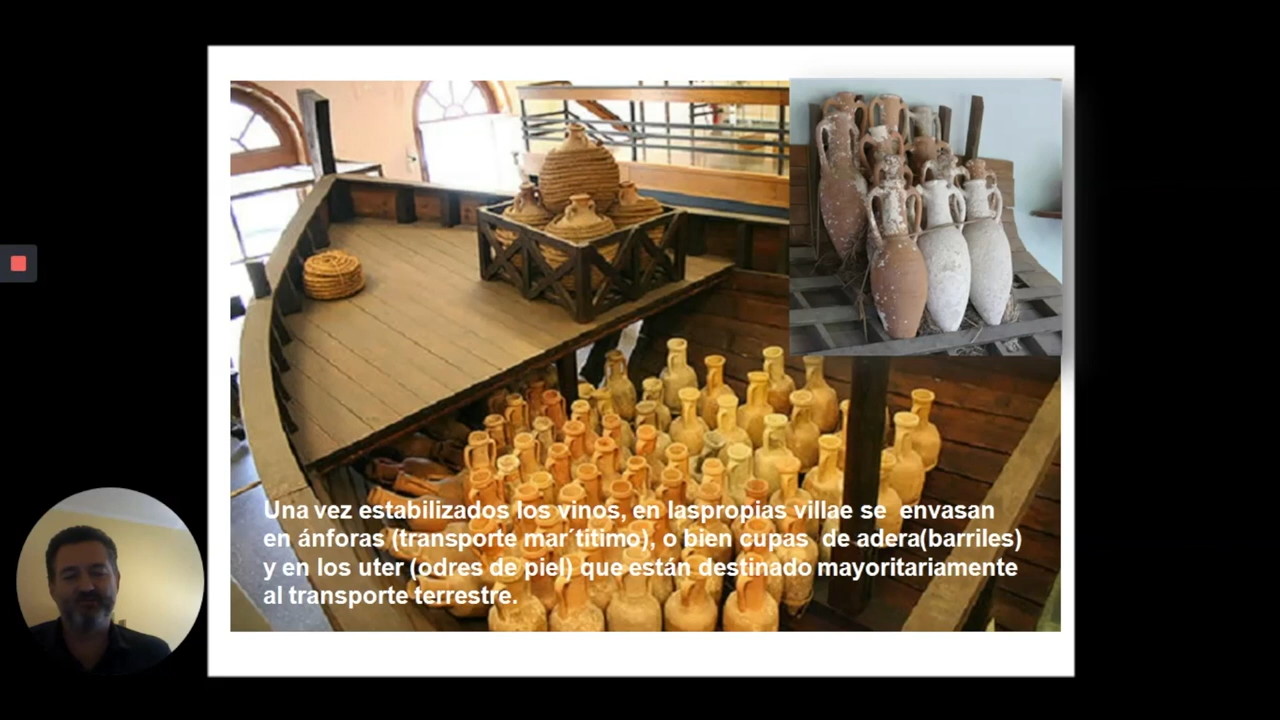 Una vez estabilizados los vinos, en laspropias villae se  envasan
en ánforas (transporte mar´títimo), o bien cupas  de adera(barriles)
y en los uter (odres de piel) que están destinado mayoritariamente
al transporte terrestre.